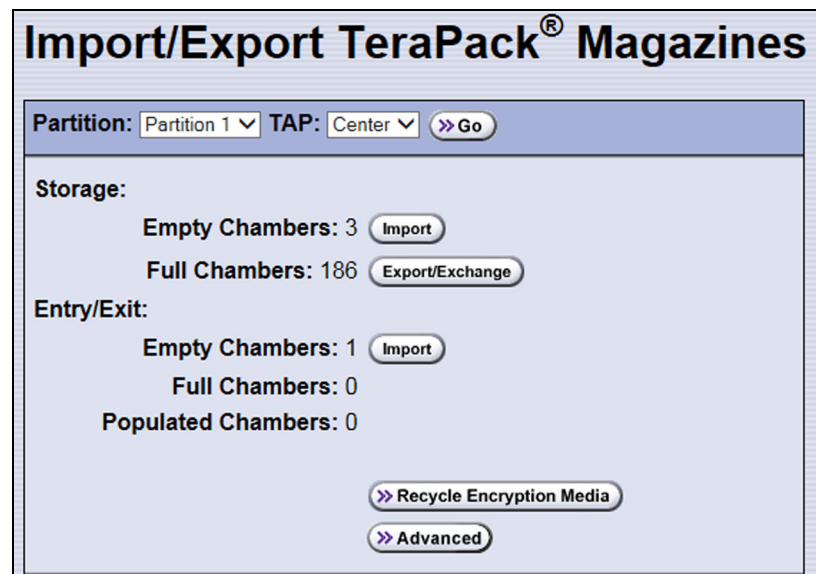 Import/Export TeraPack® Magazines
Partition: Partition 1 TAP: Center Go
Storage:
Empty Chambers: 3 Import
Full Chambers: 186 Export/Exchange
Entry/Exit:
Empty Chambers: 1 Import
Full Chambers: 0
Populated Chambers: 0
Recycle Encryption Media
Advanced